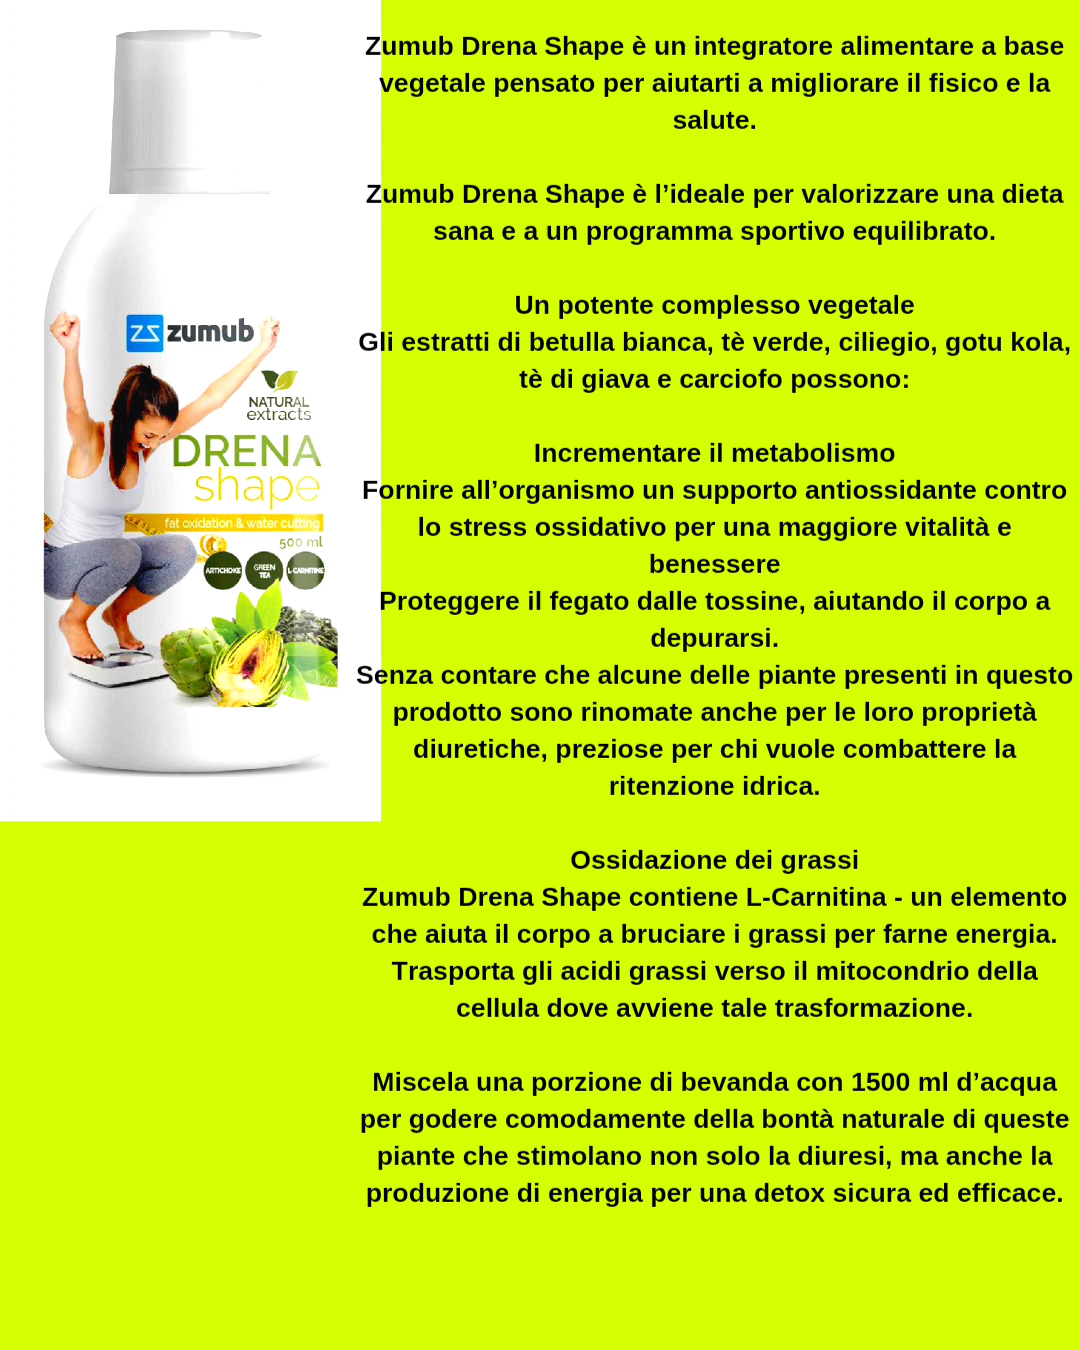 Zumub Drena Shape è un integratore alimentare a base
vegetale pensato per aiutarti a migliorare il fisico e la
salute.
Zumub Drena Shape è l’ideale per valorizzare una dieta
sana e a un programma sportivo equilibrato.
Un potente complesso vegetale
Gli estratti di betulla bianca, tè verde, ciliegio, gotu kola,
tè di giava e carciofo possono:
Incrementare il metabolismo
Fornire all’organismo un supporto antiossidante contro
lo stress ossidativo per una maggiore vitalità e
benessere
Proteggere il fegato dalle tossine, aiutando il corpo a
depurarsi.
Senza contare che alcune delle piante presenti in questo
prodotto sono rinomate anche per le loro proprietà
diuretiche, preziose per chi vuole combattere la
ritenzione idrica.
Ossidazione dei grassi
Zumub Drena Shape contiene L-Carnitina - un elemento
che aiuta il corpo a bruciare i grassi per farne energia.
Trasporta gli acidi grassi verso il mitocondrio della
cellula dove avviene tale trasformazione.
Miscela una porzione di bevanda con 1500 ml d’acqua
per godere comodamente della bontà naturale di queste
piante che stimolano non solo la diuresi, ma anche la
produzione di energia per una detox sicura ed efficace.
zumub
NATURAL
extracts
DRENA
shape
fat oxidation & water cutting
500 ml
ARTICHOKE
GREEN
TEA
L-CARNITINE